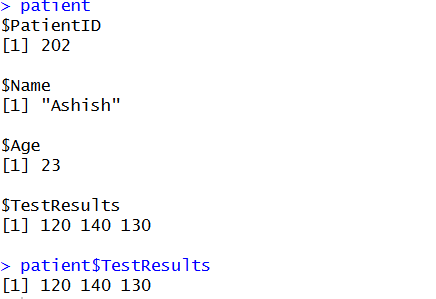 > patient
$PatientID
[1] 202
$Name
[1] "Ashish"
$Age
[1] 23
$TestResults
[1] 120 140 130
> patient$TestResults
[1] 120 140 130